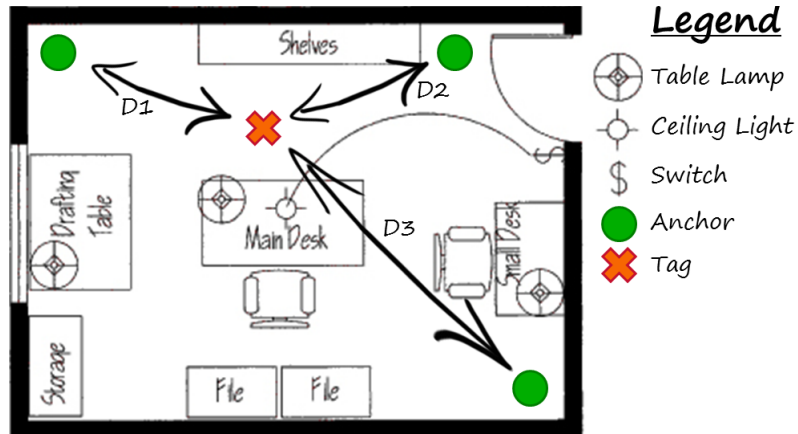 Legend
Shelves
Table Lamp
D1
D2
Ceiling Light
$
Switch
Drafting
Table
Main Desk
D3
Small Desk
Anchor
Tag
Storage
File
File